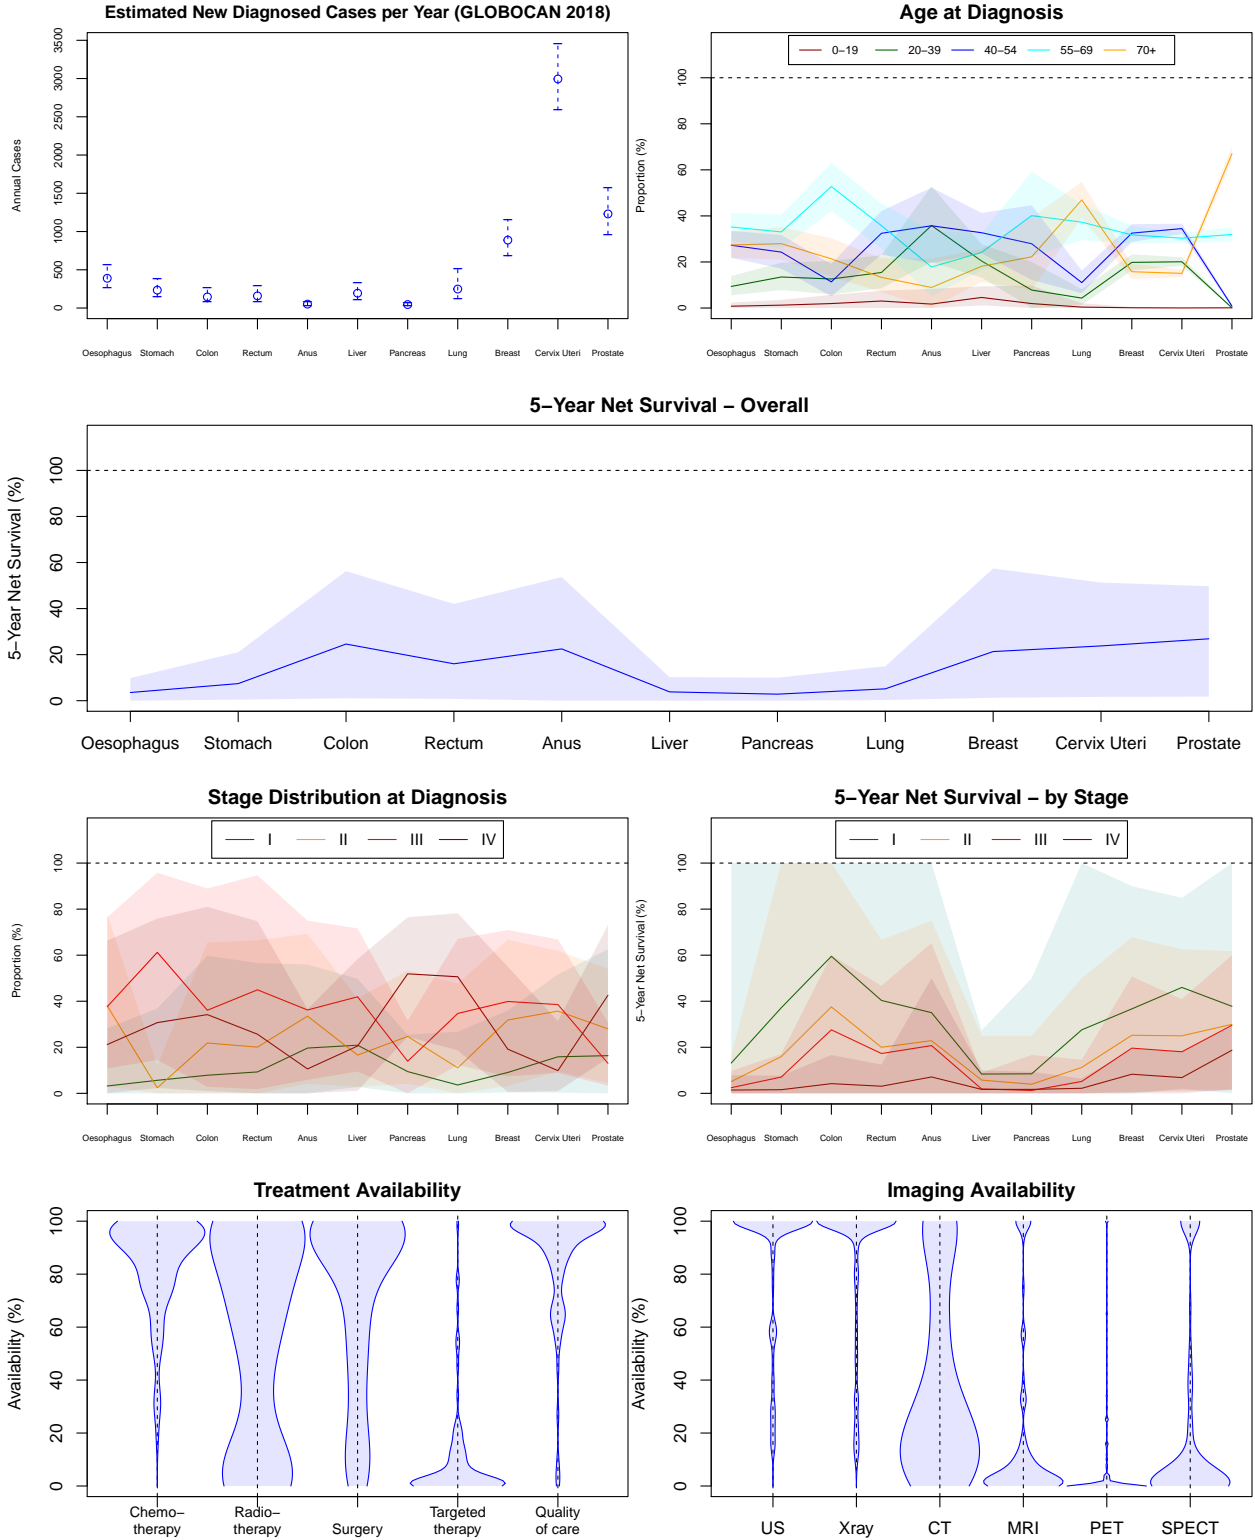 Estimated New Diagnosed Cases per Year (GLOBOCAN 2018)
Annual Cases
0 500 1000 1500 2000 2500 3000 3500
Oesophagus Stomach Colon Rectum Anus Liver Pancreas Lung Breast Cervix Uteri Prostate
Age at Diagnosis
0−19 20−39 40−54 55−69 70+
Proportion (%)
0 20 40 60 80 100
Oesophagus Stomach Colon Rectum Anus Liver Pancreas Lung Breast Cervix Uteri Prostate
5−Year Net Survival − Overall
5−Year Net Survival (%)
0 20 40 60 80 100
Oesophagus Stomach Colon Rectum Anus Liver Pancreas Lung Breast Cervix Uteri Prostate
Stage Distribution at Diagnosis
I II III IV
Proportion (%)
0 20 40 60 80 100
Oesophagus Stomach Colon Rectum Anus Liver Pancreas Lung Breast Cervix Uteri Prostate
5−Year Net Survival − by Stage
I II III IV
5−Year Net Survival (%)
0 20 40 60 80 100
Oesophagus Stomach Colon Rectum Anus Liver Pancreas Lung Breast Cervix Uteri Prostate
Treatment Availability
Availability (%)
0 20 40 60 80 100
Chemo− Radio− Targeted Quality
therapy therapy Surgery therapy of care
Imaging Availability
Availability (%)
0 20 40 60 80 100
US Xray CT MRI PET SPECT